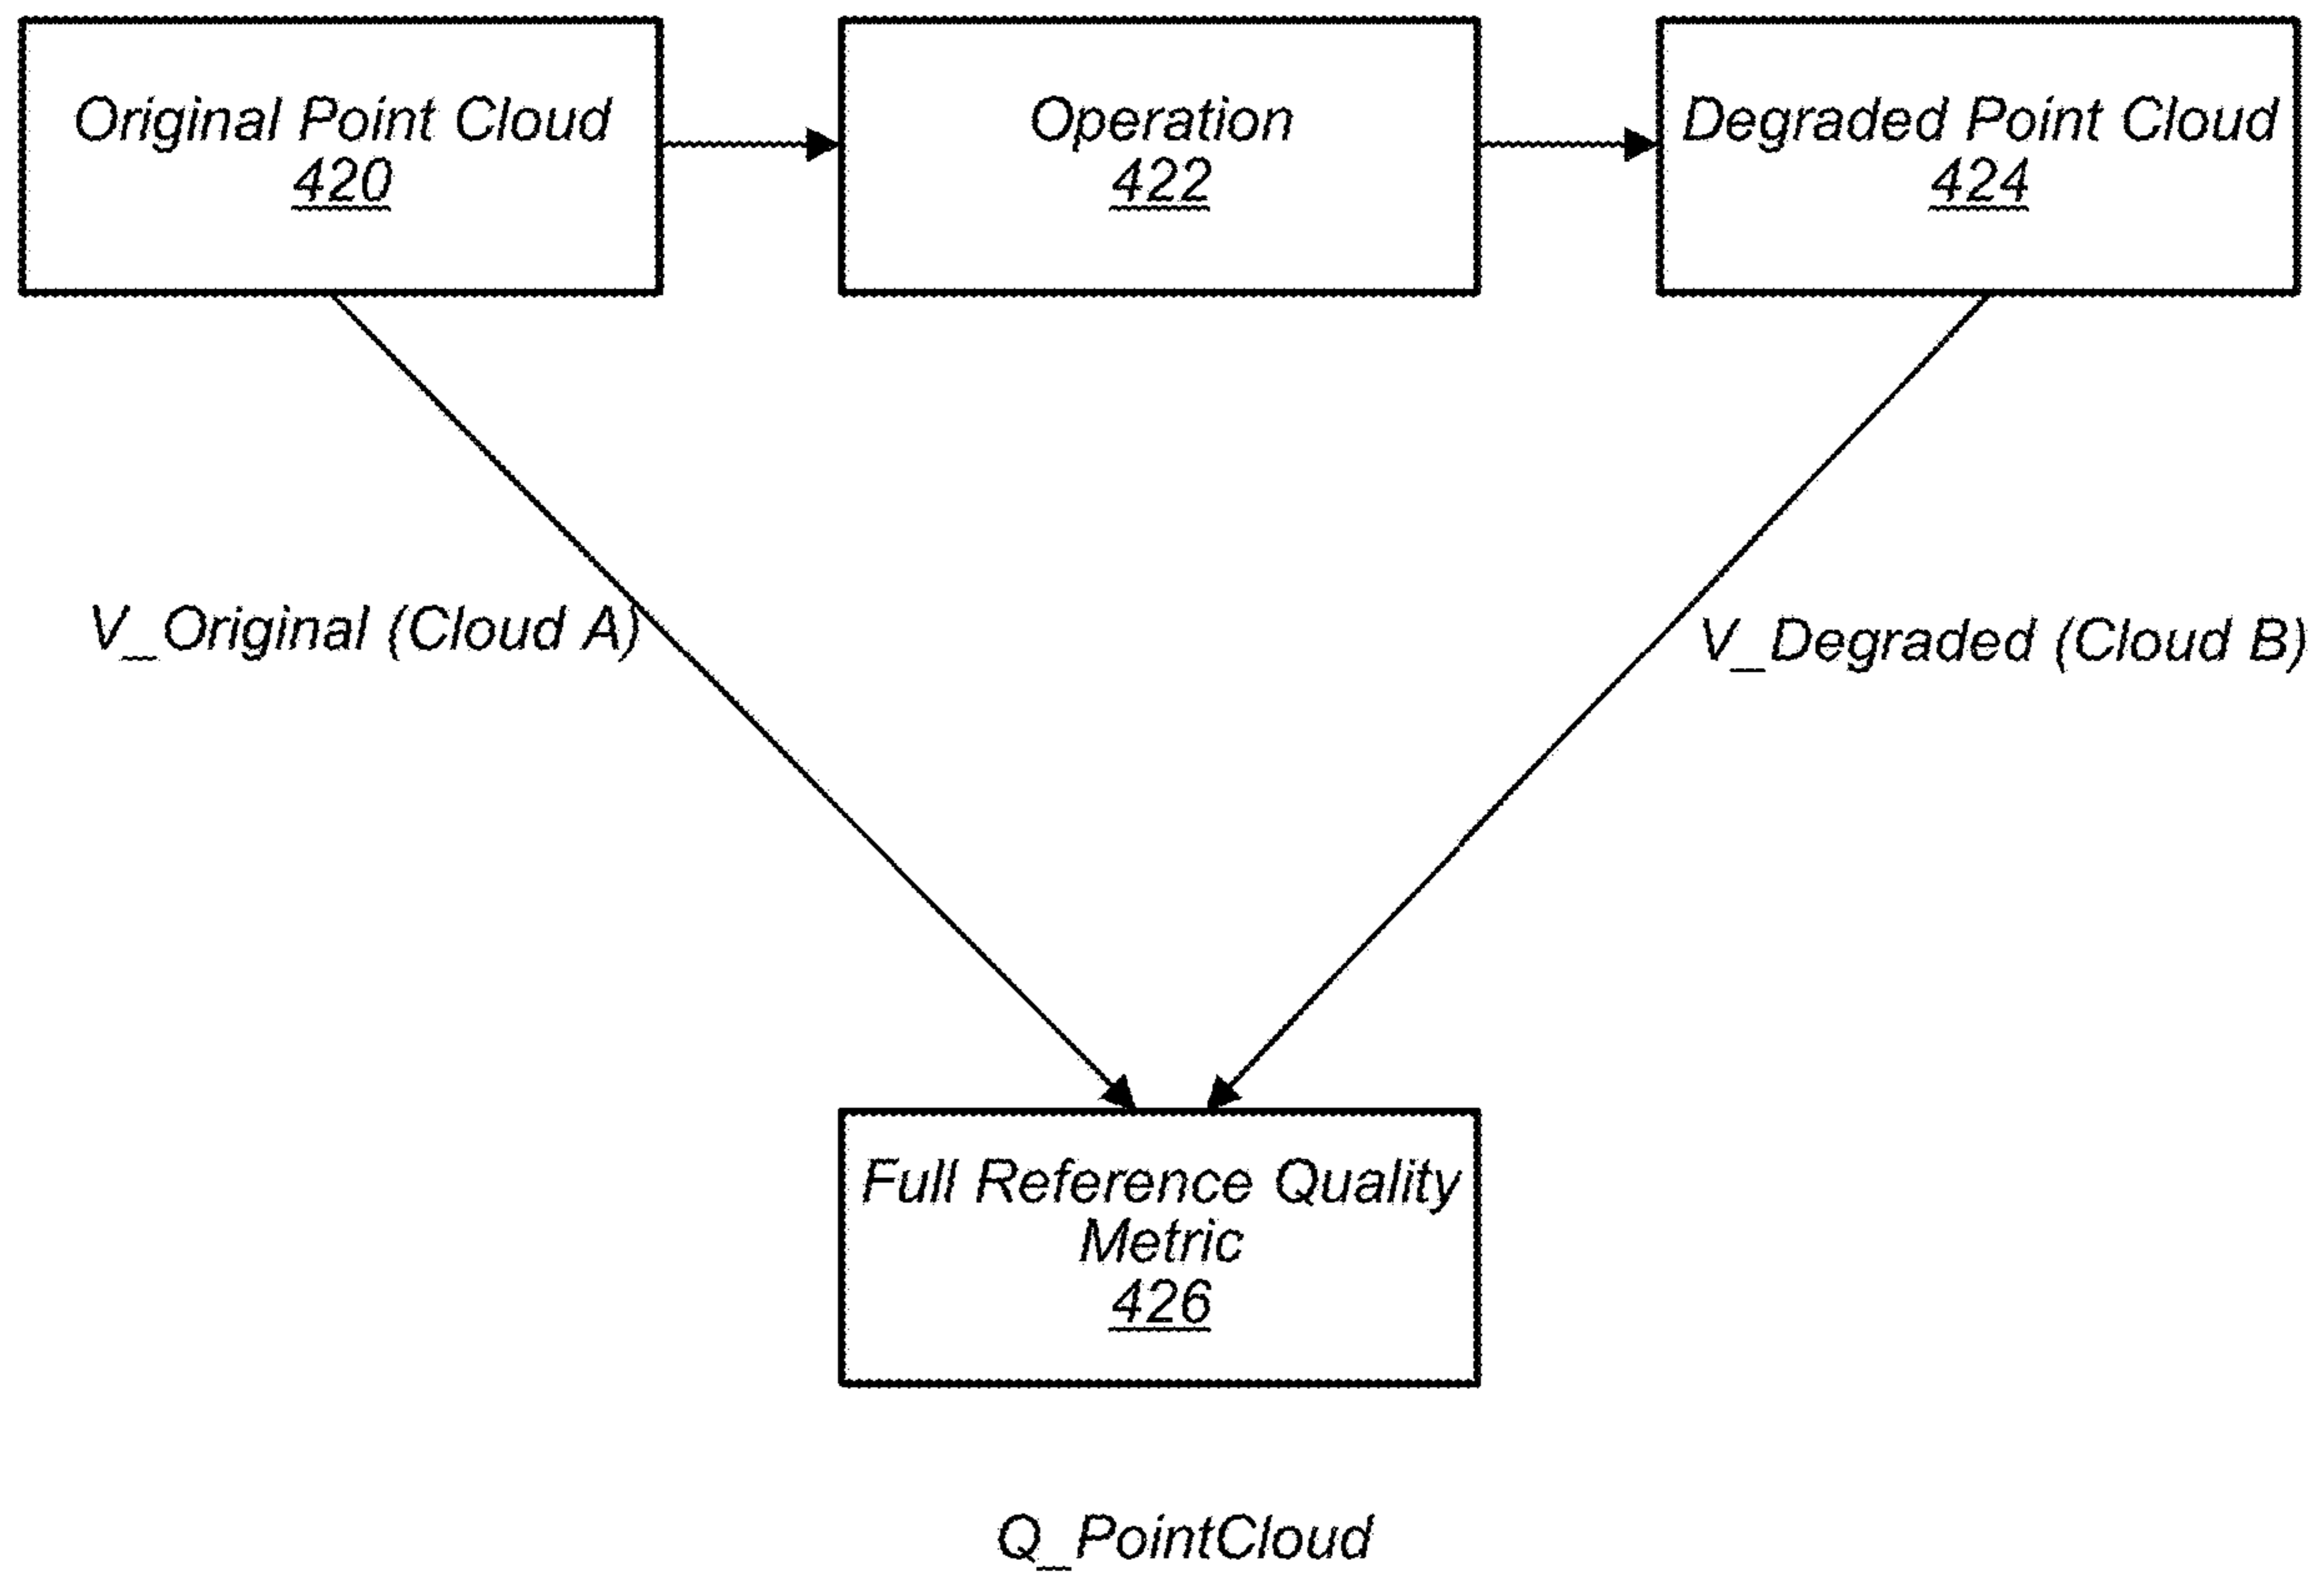 Original Point Cloud
420
Operation
422
Degraded Point Cloud
424
V_Original (Cloud A)
V_Degraded (Cloud B)
Full Reference Quality
Metric
426
Q_PointCloud